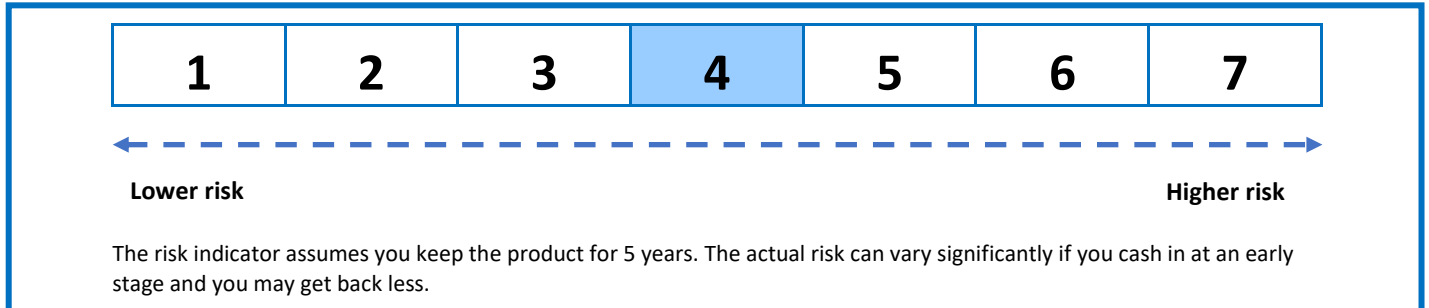 1 2 3 4 5 6 7
Lower risk Higher risk
The risk indicator assumes you keep the product for 5 years. The actual risk can vary significantly if you cash in at an early
stage and you may get back less.